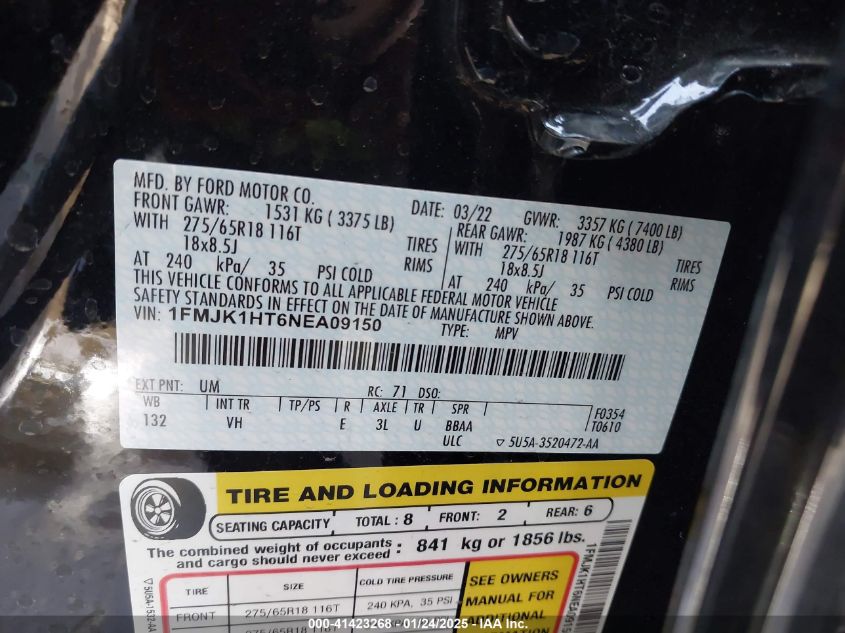 MFD. BY FORD MOTOR CO.
DATE: 03/22 GVWR: 3357 KG ( 7400 LB)
FRONT GAWR: 1531 KG ( 3375 LB)
REAR GAWR: 1987 KG ( 4380 LB)
WITH 275/65R18 116T TIRES
WITH 275/65R18 116T TIRES
18x8.5J RIMS
18x8.5J RIMS
AT 240 kPa/ 35 PSI COLD
AT 240 kPa/ 35 PSI COLD
THIS VEHICLE CONFORMS TO ALL APPLICABLE FEDERAL MOTOR VEHICLE
SAFETY STANDARDS IN EFFECT ON THE DATE OF MANUFACTURE SHOWN ABOVE.
VIN: 1FMJK1HT6NEA09150 TYPE: MPV
EXT PNT: UM RC: 71 DSO:
WB INT TR TP/PS R AXLE TR SPR F0354
132 VH E 3L U BBAA T0610
ULC ▽ 5U5A-3520472-AA
TIRE AND LOADING INFORMATION
SEATING CAPACITY TOTAL : 8 FRONT: 2 REAR: 6
The combined weight of occupants
and cargo should never exceed : 841 kg or 1856 lbs.
TIRE SIZE COLD TIRE PRESSURE
FRONT 275/65R18 116T 240 KPA, 35 PSI
275/65R18 116T
SEE OWNERS
MANUAL FOR
ADDITIONAL
INFORMATION
000-41423268 - 01/24/2025 - IAA Inc.